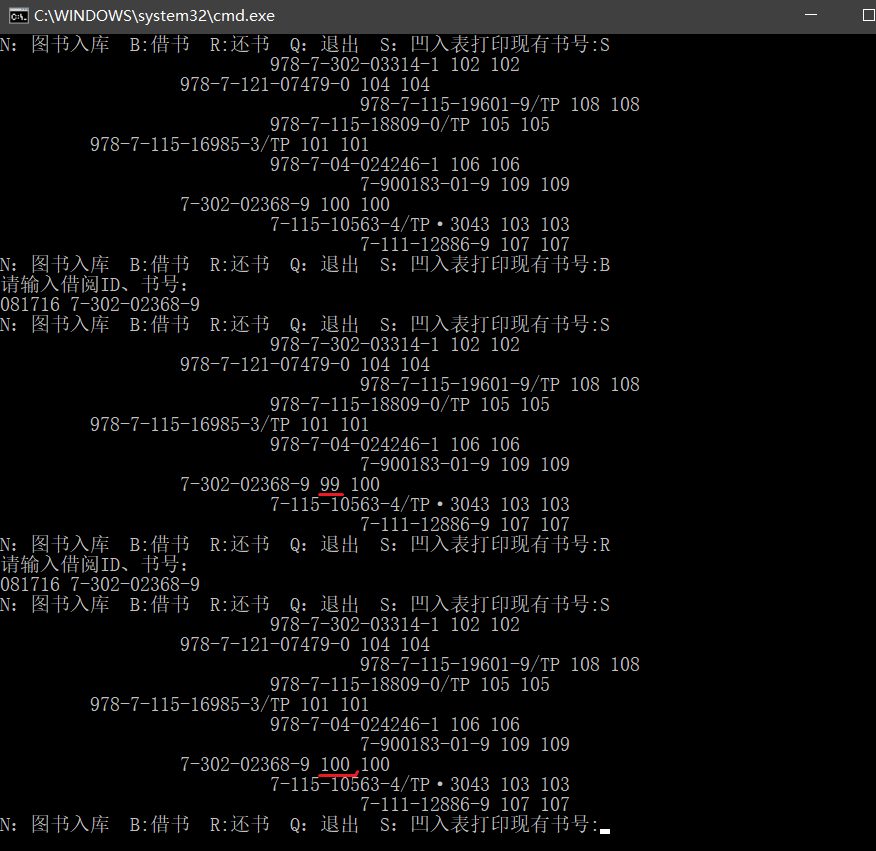 C:\WINDOWS\system32\cmd.exe
N: 图书入库  B:借书  R:还书  Q: 退出  S: 凹入表打印现有书号:S
978-7-302-03314-1 102 102
978-7-121-07479-0 104 104
978-7-115-19601-9/TP 108 108
978-7-115-18809-0/TP 105 105
978-7-115-16985-3/TP 101 101
978-7-04-024246-1 106 106
7-900183-01-9 109 109
7-302-02368-9 100 100
7-115-10563-4/TP·3043 103 103
7-111-12886-9 107 107
N: 图书入库  B:借书  R:还书  Q: 退出  S: 凹入表打印现有书号:B
请输入借阅ID、书号:
081716 7-302-02368-9
N: 图书入库  B:借书  R:还书  Q: 退出  S: 凹入表打印现有书号:S
978-7-302-03314-1 102 102
978-7-121-07479-0 104 104
978-7-115-19601-9/TP 108 108
978-7-115-18809-0/TP 105 105
978-7-115-16985-3/TP 101 101
978-7-04-024246-1 106 106
7-900183-01-9 109 109
7-302-02368-9 99 100
7-115-10563-4/TP·3043 103 103
7-111-12886-9 107 107
N: 图书入库  B:借书  R:还书  Q: 退出  S: 凹入表打印现有书号:R
请输入借阅ID、书号:
081716 7-302-02368-9
N: 图书入库  B:借书  R:还书  Q: 退出  S: 凹入表打印现有书号:S
978-7-302-03314-1 102 102
978-7-121-07479-0 104 104
978-7-115-19601-9/TP 108 108
978-7-115-18809-0/TP 105 105
978-7-115-16985-3/TP 101 101
978-7-04-024246-1 106 106
7-900183-01-9 109 109
7-302-02368-9 100 100
7-115-10563-4/TP·3043 103 103
7-111-12886-9 107 107
N: 图书入库  B:借书  R:还书  Q: 退出  S: 凹入表打印现有书号: